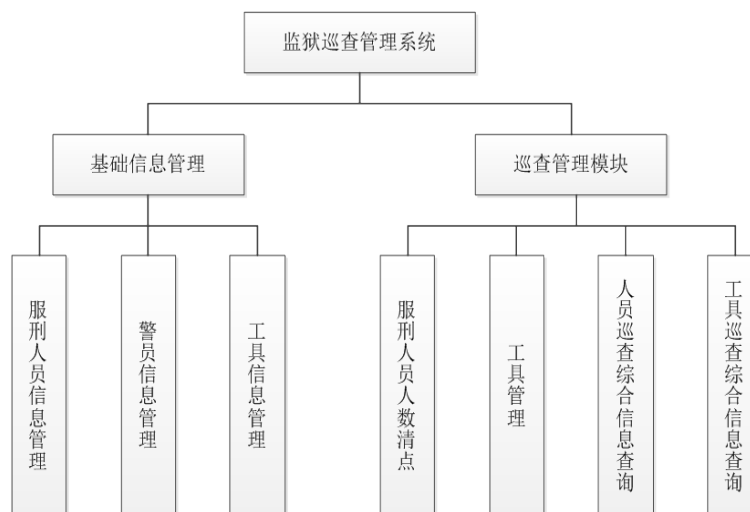 监狱巡查管理系统
基础信息管理
巡查管理模块
服刑人员信息管理
警员信息管理
工具信息管理
服刑人员人数清点
工具管理
人员巡查综合信息查询
工具巡查综合信息查询